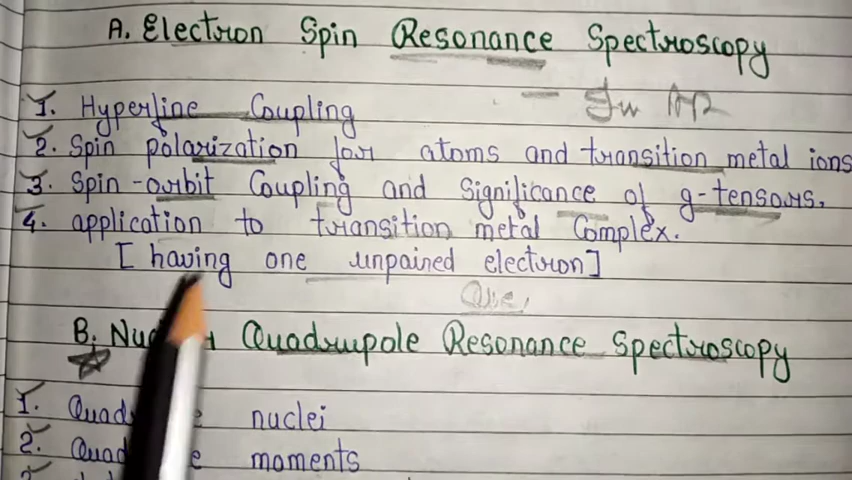 A. Electron Spin Resonance Spectroscopy
1. Hyperline Coupling
2. Spin polarization for atoms and transition metal ions
3. Spin-orbit Coupling and Significance of g-tensors.
4. application to transition metal Complex.
[having one unpaired electron]
Que,
B. Quadrupole Resonance Spectroscopy
1. nuclei
2. moments